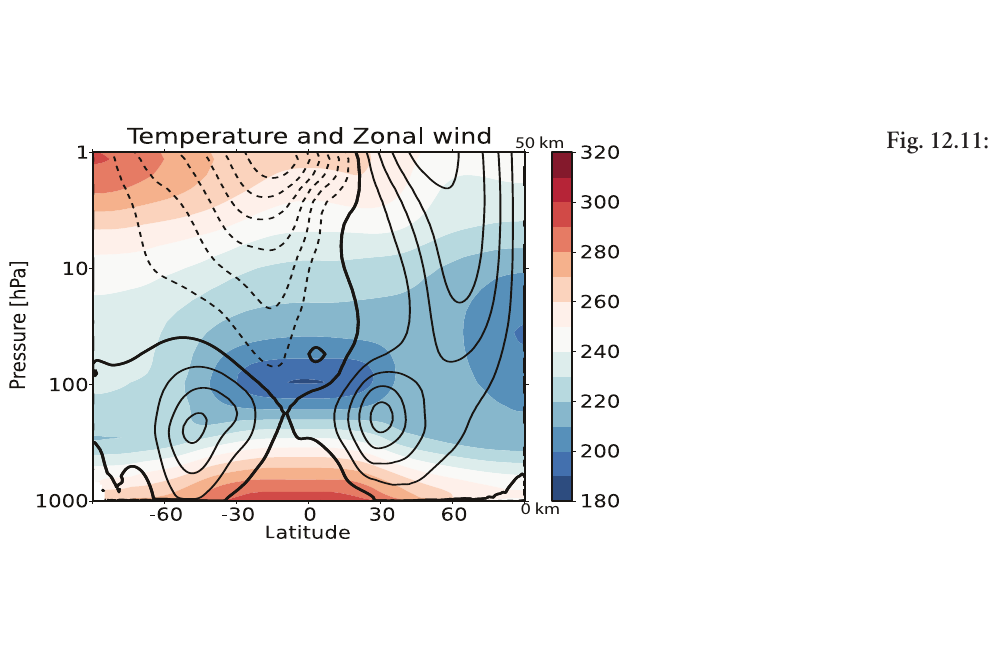 Temperature and Zonal wind
50 km
Fig. 12.11:
1
10
100
1000
Pressure [hPa]
-60 -30 0 30 60
Latitude
0 km
320
300
280
260
240
220
200
180